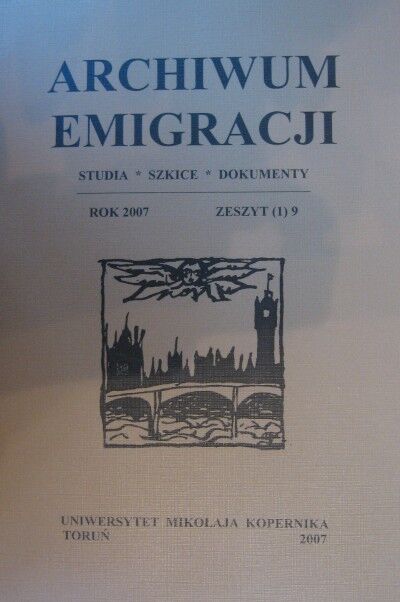 ARCHIWUM
EMIGRACJI
STUDIA * SZKICE * DOKUMENTY
ROK 2007 ZESZYT (1) 9
UNIWERSYTET MIKOŁAJA KOPERNIKA
TORUŃ 2007